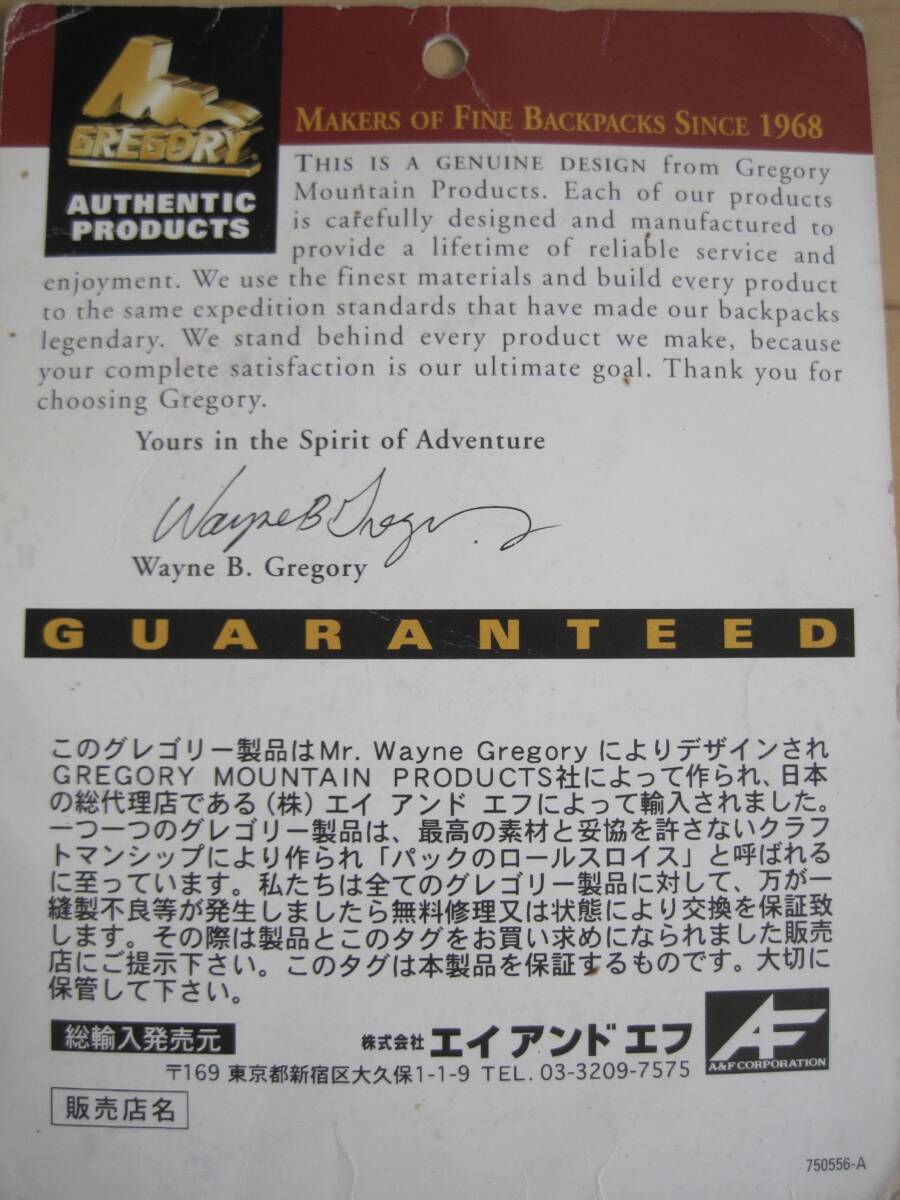 GREGORY
AUTHENTIC
PRODUCTS
MAKERS OF FINE BACKPACKS SINCE 1968
THIS IS A GENUINE DESIGN from Gregory
Mountain Products. Each of our products
is carefully designed and manufactured to
provide a lifetime of reliable service and
enjoyment. We use the finest materials and build every product
to the same expedition standards that have made our backpacks
legendary. We stand behind every product we make, because
your complete satisfaction is our ultimate goal. Thank you for
choosing Gregory.
Yours in the Spirit of Adventure
Wayne B Gregory
Wayne B. Gregory
GUARANTEED
このグレゴリー製品はMr. Wayne Gregory によりデザインされ
GREGORY MOUNTAIN PRODUCTS社によって作られ、日本
の総代理店である(株)エイ アンド エフによって輸入されました。
一つ一つのグレゴリー製品は、最高の素材と妥協を許さないクラフ
トマンシップにより作られ「パックのロールスロイス」と呼ばれる
に至っています。私たちは全てのグレゴリー製品に対して、万が一
縫製不良等が発生しましたら無料修理又は状態により交換を保証致
します。その際は製品とこのタグをお買い求めになられました販売
店にご提示下さい。このタグは本製品を保証するものです。大切に
保管して下さい。
総輸入発売元
株式会社 エイ アンド エフ
AF
A&F CORPORATION
〒169 東京都新宿区大久保1-1-9 TEL. 03-3209-7575
販売店名
750556-A